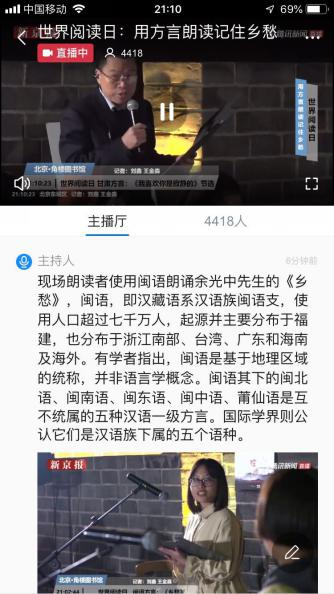 中国移动 21:10 89%
世界阅读日：用方言朗读记住乡愁
直播中 4418
世界阅读日
用方言朗读记住乡愁
北京·角楼图书馆
记者：刘鑫 王金淼
21:10:23 世界阅读日 甘肃方言：《我喜欢你是寂静的》节选
主播厅 4418人
主持人 6分钟前
现场朗读者使用闽语朗诵余光中先生的《乡
愁》，闽语，即汉藏语系汉语族闽语支，使
用人口超过七千万人，起源并主要分布于福
建，也分布于浙江南部、台湾、广东和海南
及海外。有学者指出，闽语是基于地理区域
的统称，并非语言学概念。闽语其下的闽北
语、闽南语、闽东语、闽中语、莆仙语是互
不统属的五种汉语一级方言。国际学界则公
认它们是汉语族下属的五个语种。
新京报
北京·角楼图书馆
记者：刘鑫 王金淼